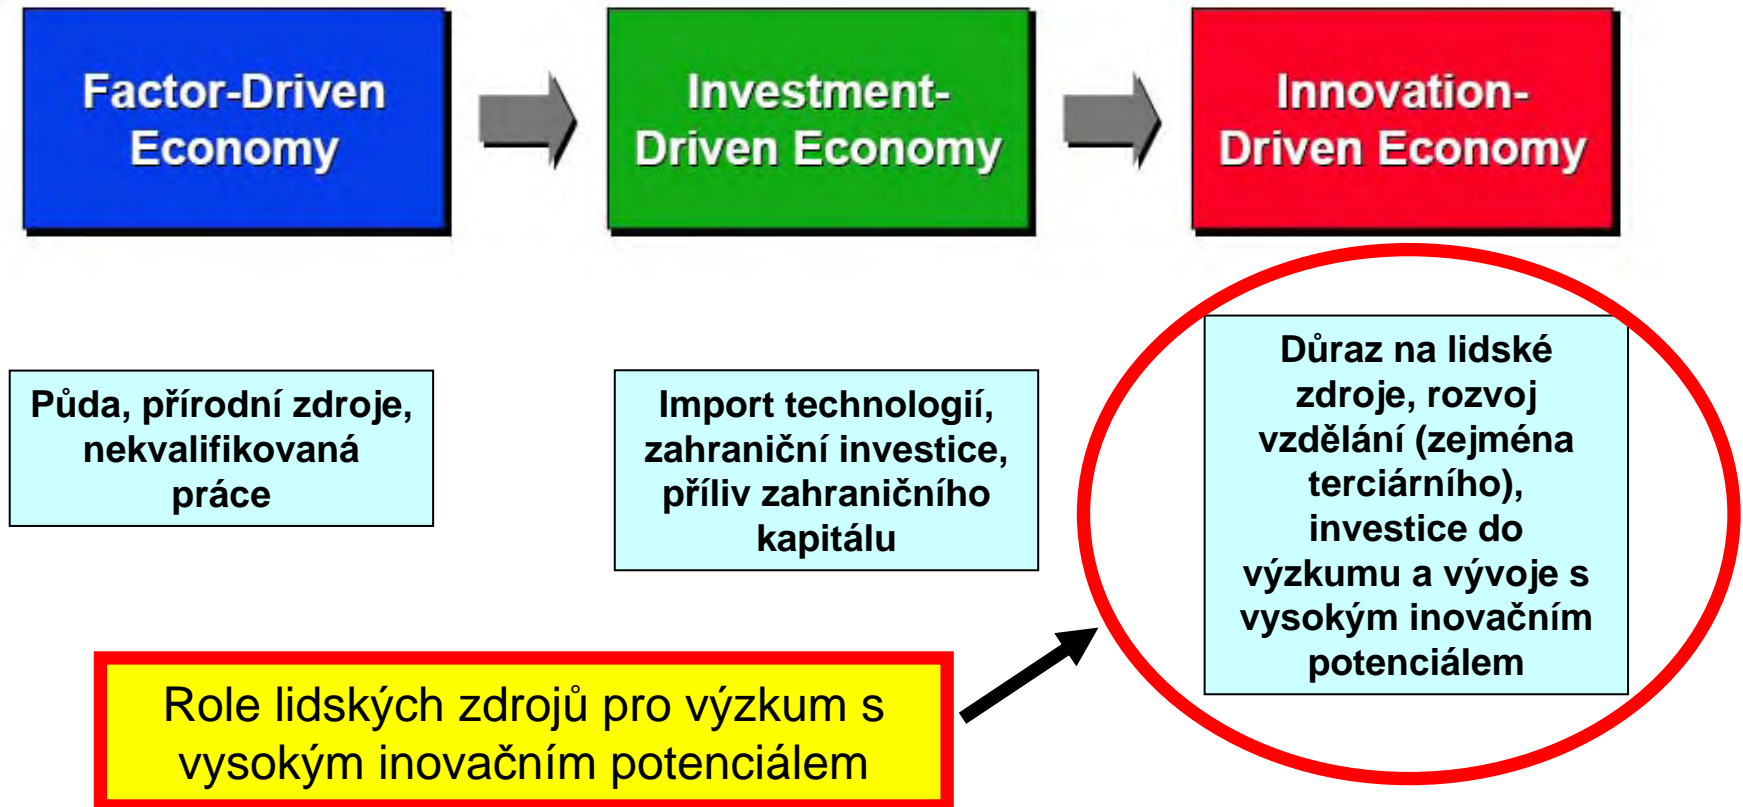 Factor-Driven
Economy
Investment-
Driven Economy
Innovation-
Driven Economy
Půda, přírodní zdroje,
nekvalifikovaná
práce
Import technologií,
zahraniční investice,
příliv zahraničního
kapitálu
Důraz na lidské
zdroje, rozvoj
vzdělání (zejména
terciárního),
investice do
výzkumu a vývoje s
vysokým inovačním
potenciálem
Role lidských zdrojů pro výzkum s
vysokým inovačním potenciálem